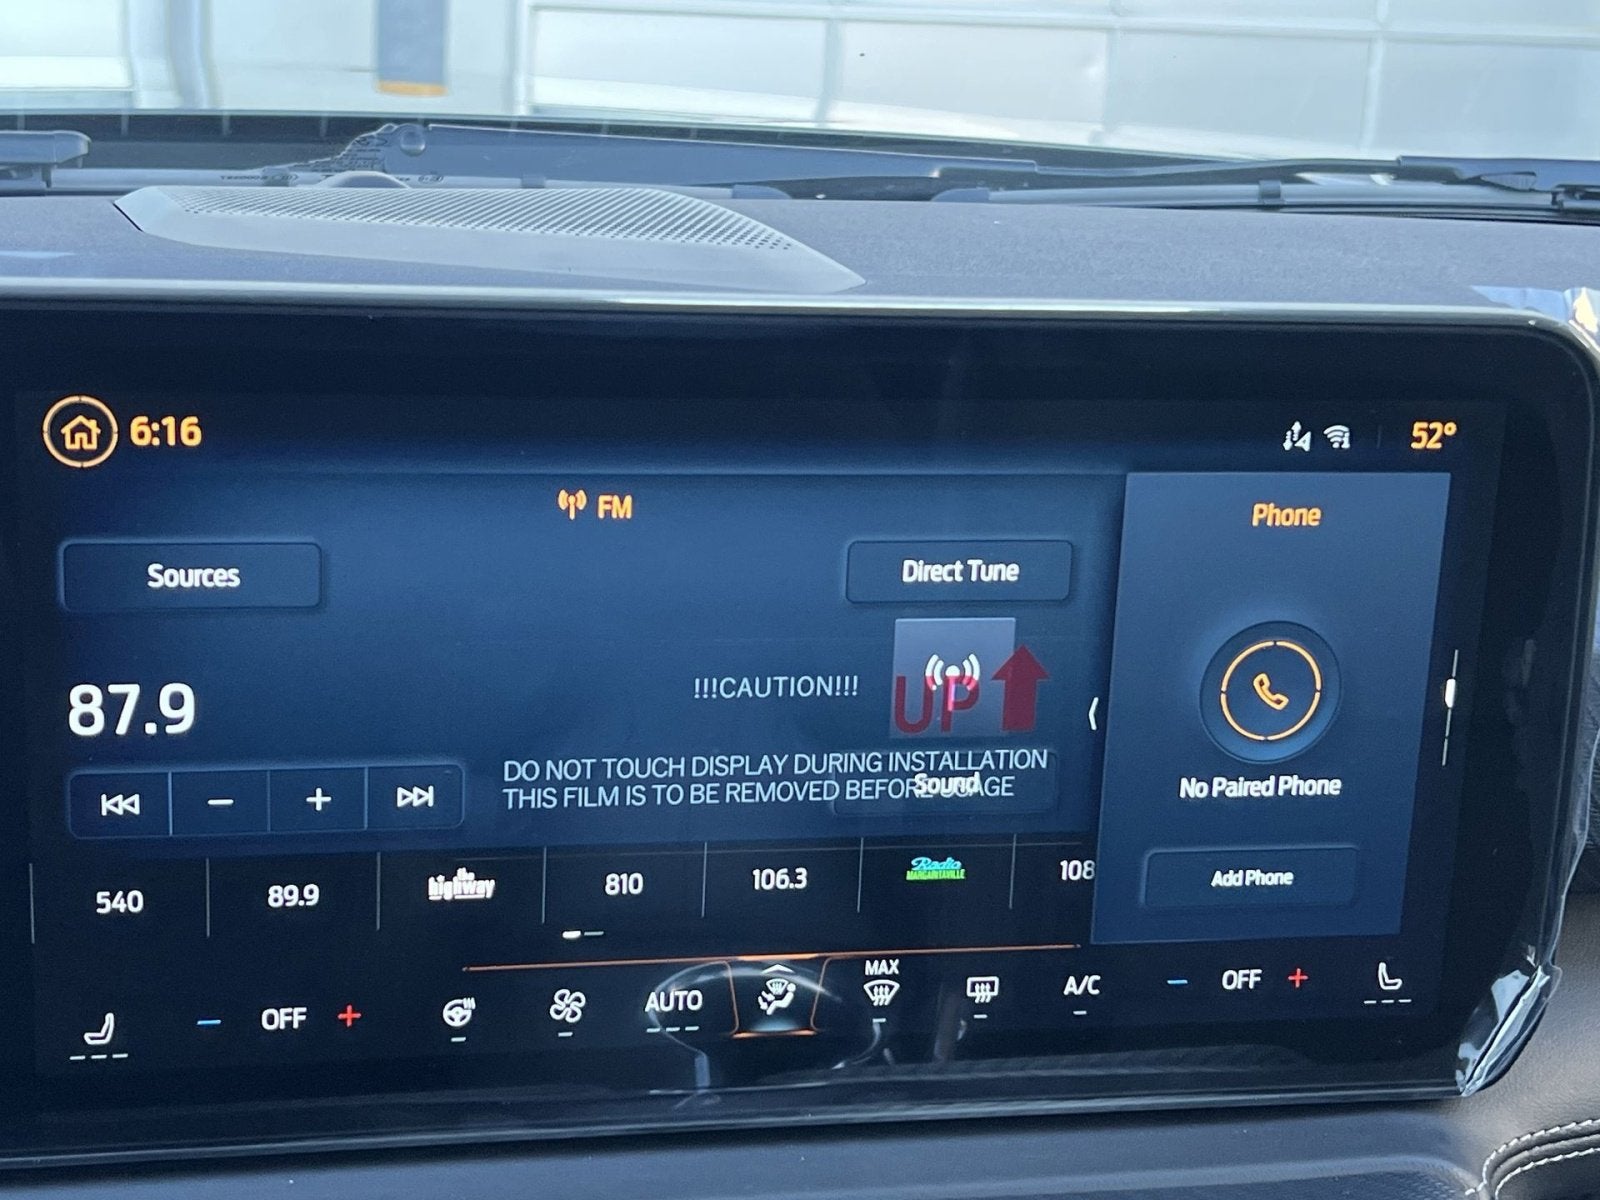 6:16
52°
FM
Phone
Sources
Direct Tune
87.9
!!!CAUTION!!!
UP
DO NOT TOUCH DISPLAY DURING INSTALLATION
THIS FILM IS TO BE REMOVED BEFORE USAGE
Sound
No Paired Phone
Add Phone
540
89.9
the highway
810
106.3
Radio
MARGARITAVILLE
108
OFF
AUTO
MAX
A/C
OFF